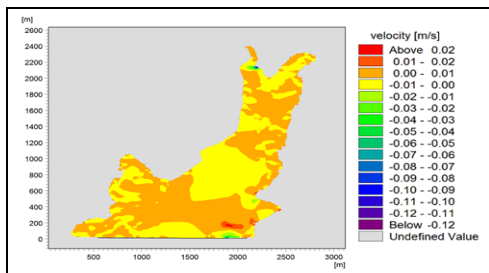 [m]
2600
2400
2200
2000
1800
1600
1400
1200
1000
800
600
400
200
0
500 1000 1500 2000 2500 3000
[m]
velocity [m/s]
Above 0.02
0.01 - 0.02
0.00 - 0.01
-0.01 - 0.00
-0.02 - -0.01
-0.03 - -0.02
-0.04 - -0.03
-0.05 - -0.04
-0.06 - -0.05
-0.07 - -0.06
-0.08 - -0.07
-0.09 - -0.08
-0.10 - -0.09
-0.11 - -0.10
-0.12 - -0.11
Below -0.12
Undefined Value